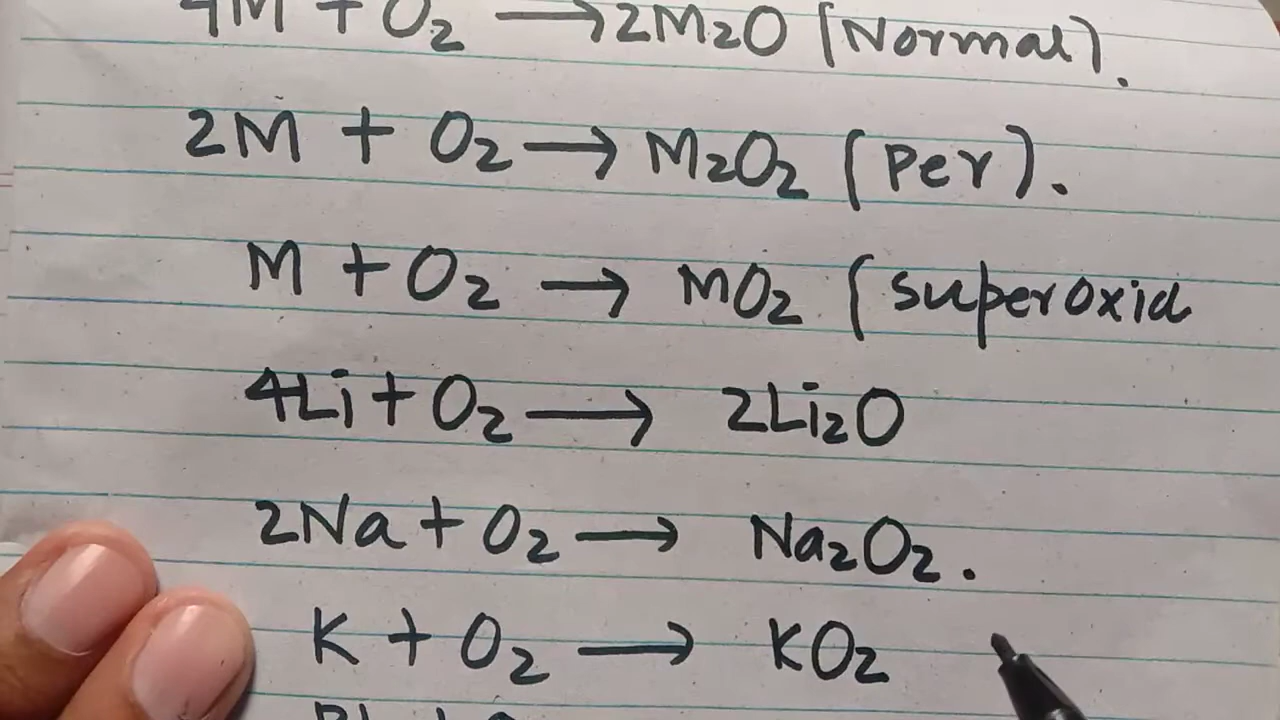 4M + O2 → 2M2O (Normal).
2M + O2 → M2O2 (Per).
M + O2 → MO2 (superoxid
4Li + O2 → 2Li2O
2Na + O2 → Na2O2.
K + O2 → KO2